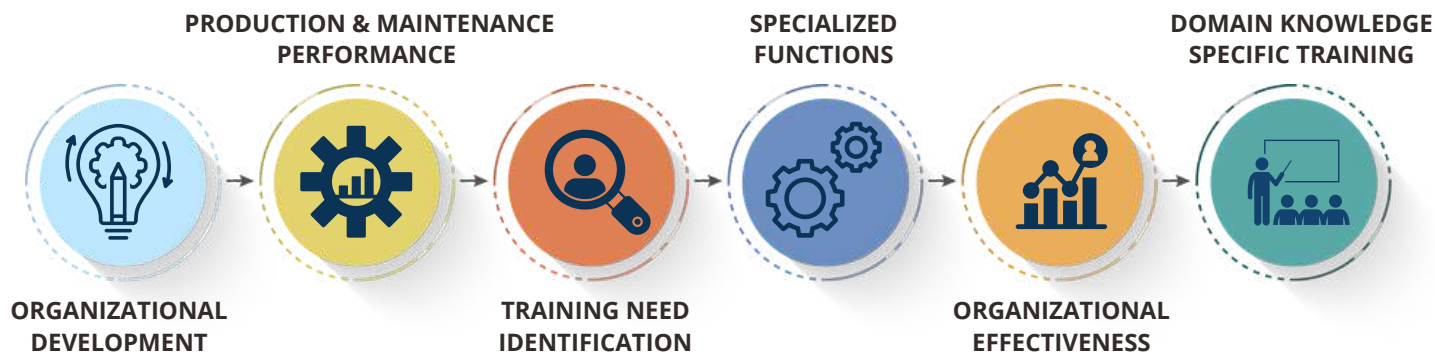 PRODUCTION & MAINTENANCE
PERFORMANCE
SPECIALIZED
FUNCTIONS
DOMAIN KNOWLEDGE
SPECIFIC TRAINING
ORGANIZATIONAL
DEVELOPMENT
TRAINING NEED
IDENTIFICATION
ORGANIZATIONAL
EFFECTIVENESS